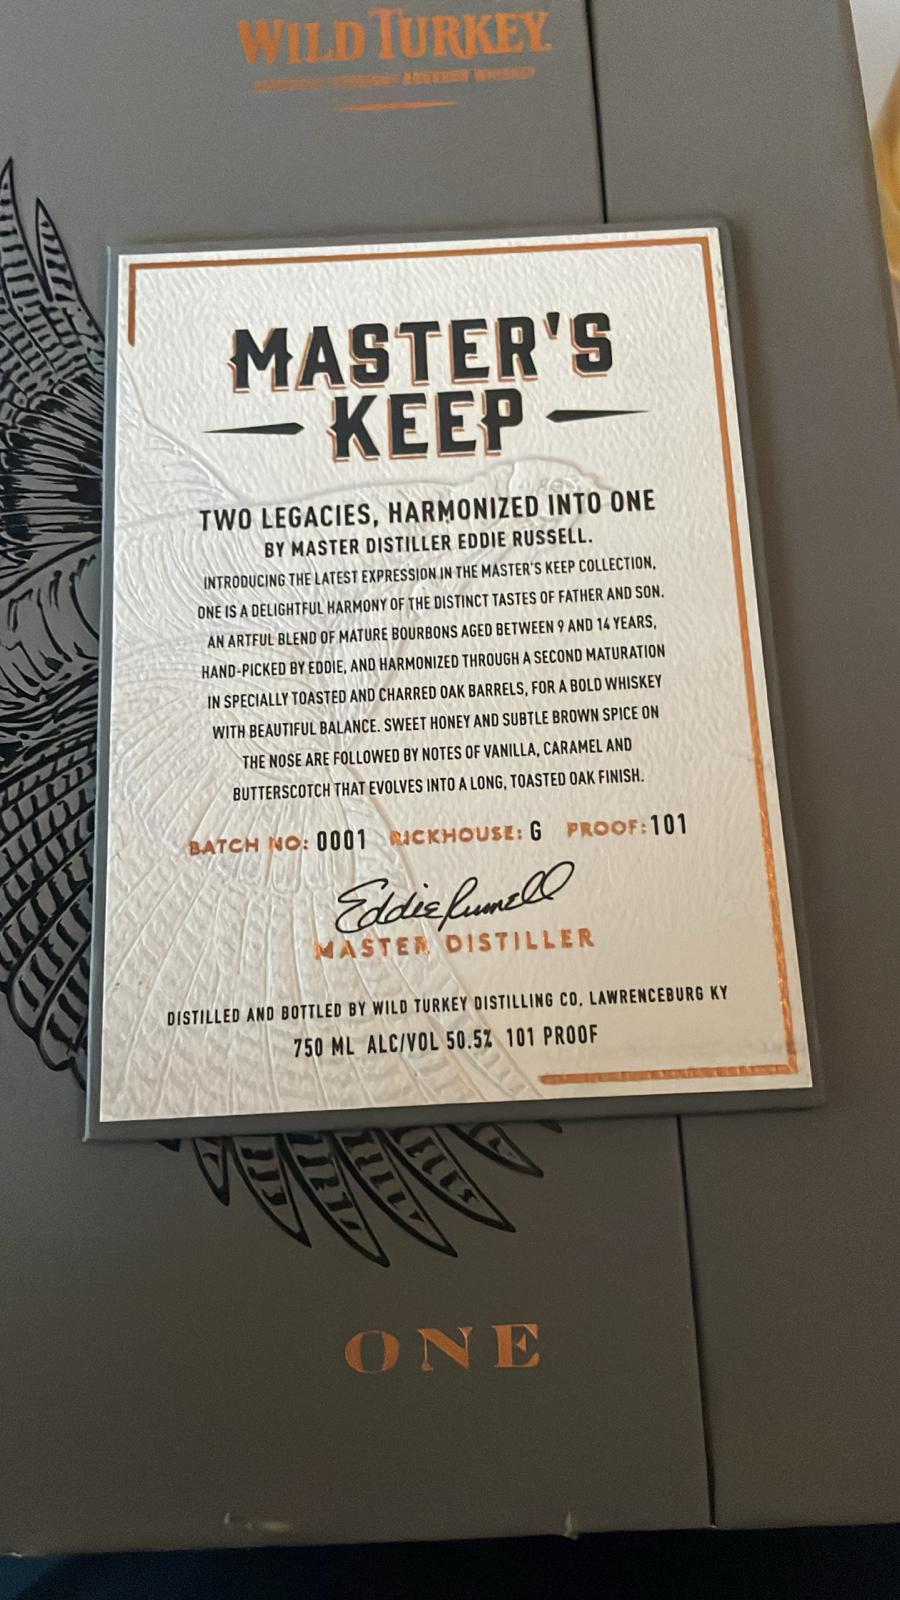 WILD TURKEY
BOURBON WHISKEY
MASTER'S
KEEP
TWO LEGACIES, HARMONIZED INTO ONE
BY MASTER DISTILLER EDDIE RUSSELL.
INTRODUCING THE LATEST EXPRESSION IN THE MASTER'S KEEP COLLECTION,
ONE IS A DELIGHTFUL HARMONY OF THE DISTINCT TASTES OF FATHER AND SON.
AN ARTFUL BLEND OF MATURE BOURBONS AGED BETWEEN 9 AND 14 YEARS,
HAND-PICKED BY EDDIE, AND HARMONIZED THROUGH A SECOND MATURATION
IN SPECIALLY TOASTED AND CHARRED OAK BARRELS, FOR A BOLD WHISKEY
WITH BEAUTIFUL BALANCE. SWEET HONEY AND SUBTLE BROWN SPICE ON
THE NOSE ARE FOLLOWED BY NOTES OF VANILLA, CARAMEL AND
BUTTERSCOTCH THAT EVOLVES INTO A LONG, TOASTED OAK FINISH.
BATCH NO: 0001 RICKHOUSE: G PROOF: 101
Eddie Russell
MASTER DISTILLER
DISTILLED AND BOTTLED BY WILD TURKEY DISTILLING CO, LAWRENCEBURG KY
750 ML ALC/VOL 50.5% 101 PROOF
ONE